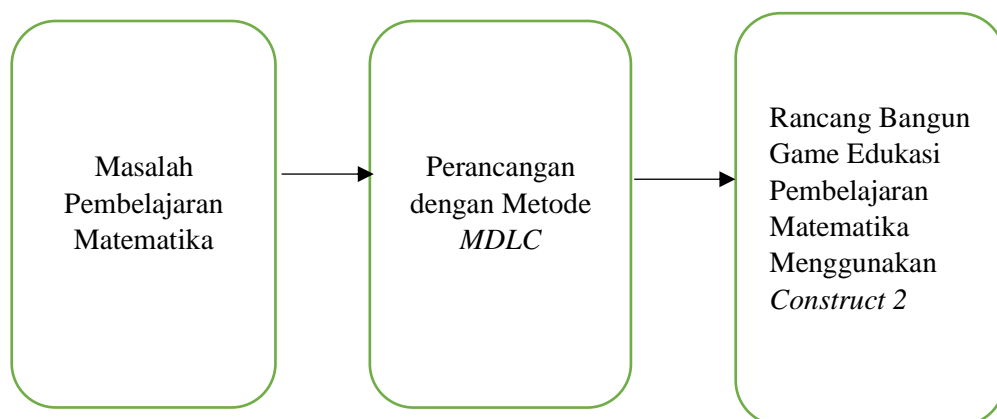 Masalah
Pembelajaran
Matematika
Perancangan
dengan Metode
MDLC
Rancang Bangun
Game Edukasi
Pembelajaran
Matematika
Menggunakan
Construct 2